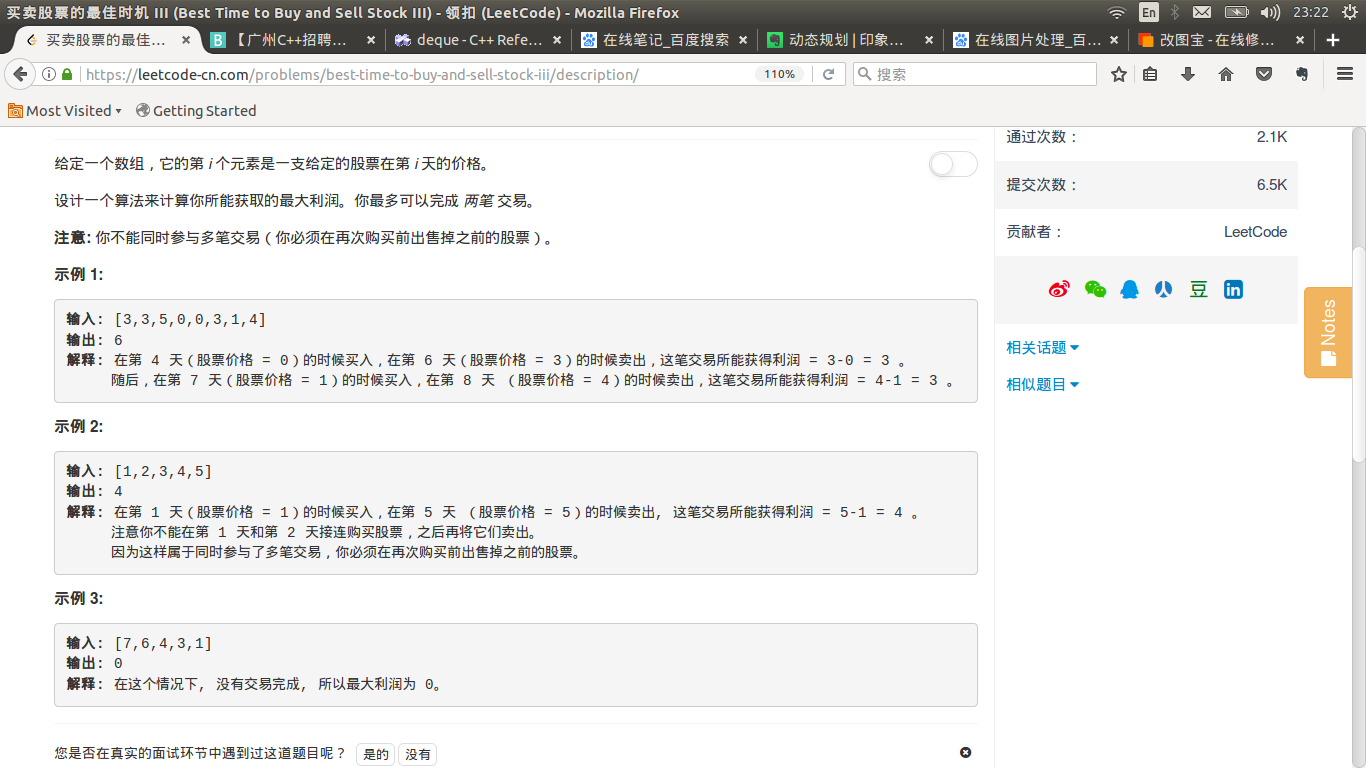 买卖股票的最佳时机 III (Best Time to Buy and Sell Stock III) - 领扣 (LeetCode) - Mozilla Firefox
En
23:22
买卖股票的最佳…
B
【 广州C++招聘…
deque - C++ Refe…
在线笔记_百度搜索
动态规划 | 印象…
在线图片处理_百…
改图宝 - 在线修…
https://leetcode-cn.com/problems/best-time-to-buy-and-sell-stock-iii/description/
110%
搜索
Most Visited
Getting Started
给定一个数组，它的第 i 个元素是一支给定的股票在第 i 天的价格。
设计一个算法来计算你所能获取的最大利润。你最多可以完成 两笔 交易。
注意: 你不能同时参与多笔交易（你必须在再次购买前出售掉之前的股票）。
示例 1:
输入: [3,3,5,0,0,3,1,4]
输出: 6
解释: 在第 4 天（股票价格 = 0）的时候买入，在第 6 天（股票价格 = 3）的时候卖出，这笔交易所能获得利润 = 3-0 = 3 。
随后，在第 7 天（股票价格 = 1）的时候买入，在第 8 天 （股票价格 = 4）的时候卖出，这笔交易所能获得利润 = 4-1 = 3 。
示例 2:
输入: [1,2,3,4,5]
输出: 4
解释: 在第 1 天（股票价格 = 1）的时候买入，在第 5 天 （股票价格 = 5）的时候卖出, 这笔交易所能获得利润 = 5-1 = 4 。
注意你不能在第 1 天和第 2 天接连购买股票，之后再将它们卖出。
因为这样属于同时参与了多笔交易，你必须在再次购买前出售掉之前的股票。
示例 3:
输入: [7,6,4,3,1]
输出: 0
解释: 在这个情况下, 没有交易完成, 所以最大利润为 0。
您是否在真实的面试环节中遇到过这道题目呢？ 是的 没有
通过次数： 2.1K
提交次数： 6.5K
贡献者： LeetCode
豆
in
相关话题
相似题目
Notes